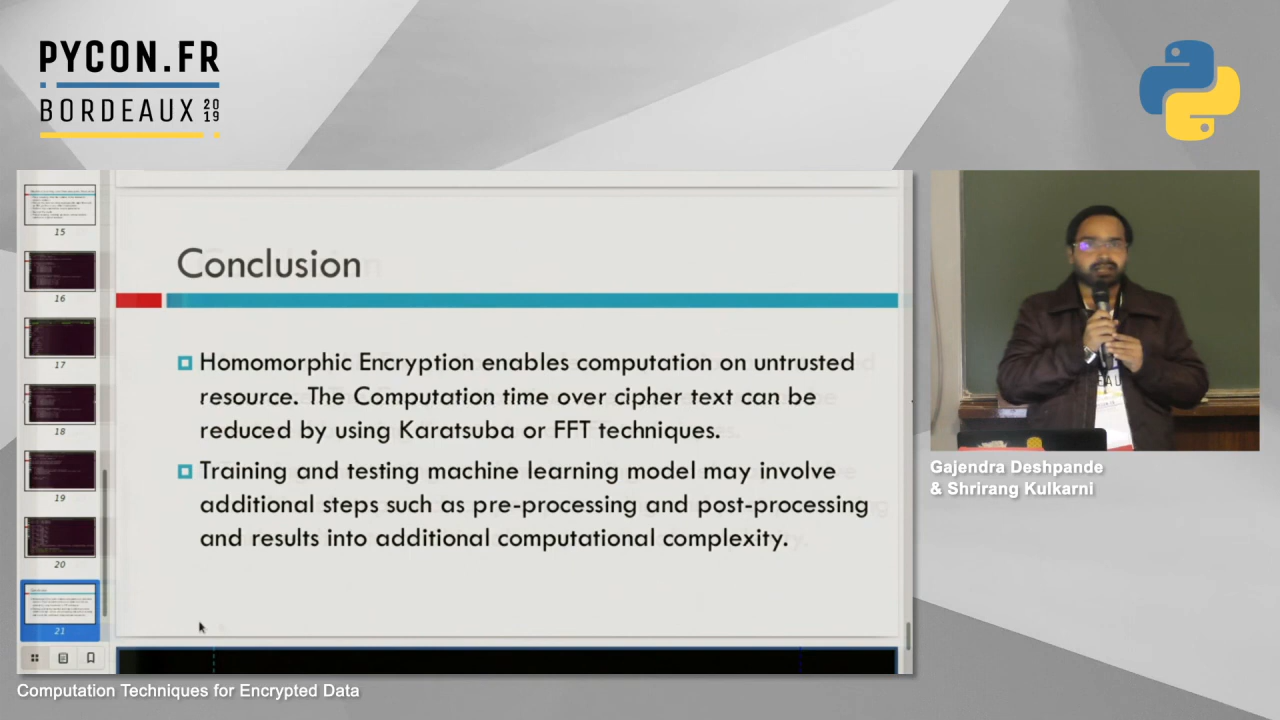 PYCON.FR
BORDEAUX 2019
15
16
17
18
19
20
21
Conclusion
Homomorphic Encryption enables computation on untrusted
resource. The Computation time over cipher text can be
reduced by using Karatsuba or FFT techniques.
Training and testing machine learning model may involve
additional steps such as pre-processing and post-processing
and results into additional computational complexity.
Gajendra Deshpande
& Shrirang Kulkarni
Computation Techniques for Encrypted Data